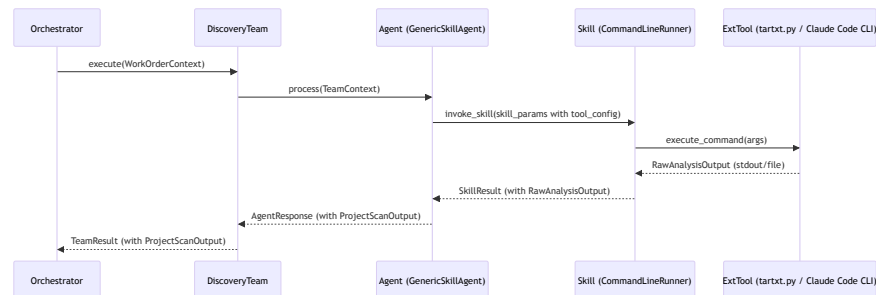 Orchestrator
DiscoveryTeam
Agent (GenericSkillAgent)
Skill (CommandLineRunner)
ExtTool (tartxt.py / Claude Code CLI)
execute(WorkOrderContext)
process(TeamContext)
invoke_skill(skill_params with tool_config)
execute_command(args)
RawAnalysisOutput (stdout/file)
SkillResult (with RawAnalysisOutput)
AgentResponse (with ProjectScanOutput)
TeamResult (with ProjectScanOutput)
Orchestrator
DiscoveryTeam
Agent (GenericSkillAgent)
Skill (CommandLineRunner)
ExtTool (tartxt.py / Claude Code CLI)